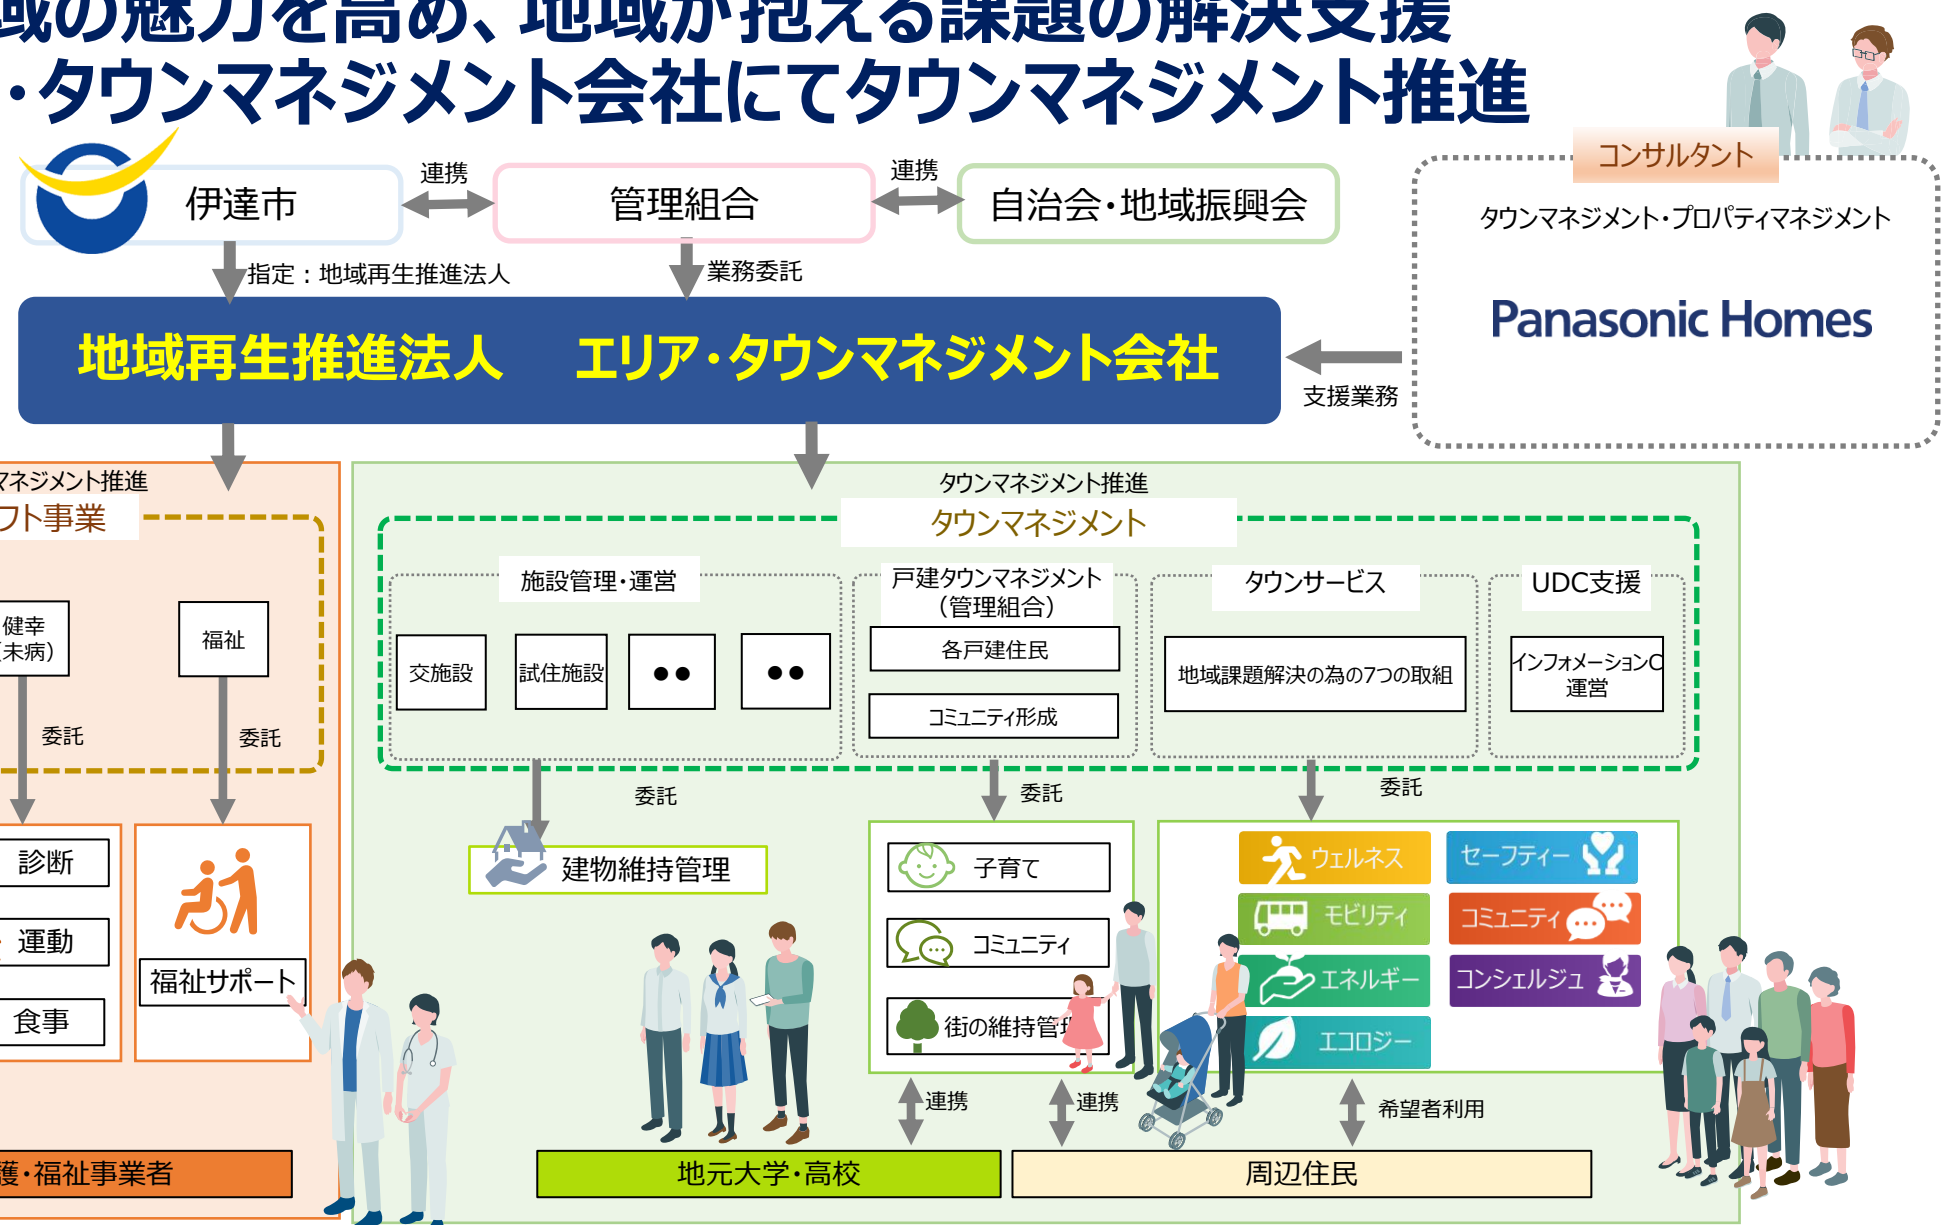 域の魅力を高め、地域が抱える課題の解決支援
・タウンマネジメント会社にてタウンマネジメント推進
コンサルタント
伊達市
連携
管理組合
連携
自治会・地域振興会
タウンマネジメント・プロパティマネジメント
指定：地域再生推進法人
業務委託
Panasonic Homes
地域再生推進法人 エリア・タウンマネジメント会社
支援業務
マネジメント推進
フト事業
タウンマネジメント推進
タウンマネジメント
施設管理・運営
戸建タウンマネジメント
（管理組合）
タウンサービス
UDC支援
健幸
（未病）
福祉
交施設
試住施設
●●
●●
各戸建住民
コミュニティ形成
地域課題解決の為の7つの取組
インフォメーションC
運営
委託
委託
委託
委託
委託
診断
運動
食事
福祉サポート
建物維持管理
子育て
コミュニティ
街の維持管理
ウェルネス
セーフティー
モビリティ
コミュニティ
エネルギー
コンシェルジュ
エコロジー
連携
連携
希望者利用
護・福祉事業者
地元大学・高校
周辺住民